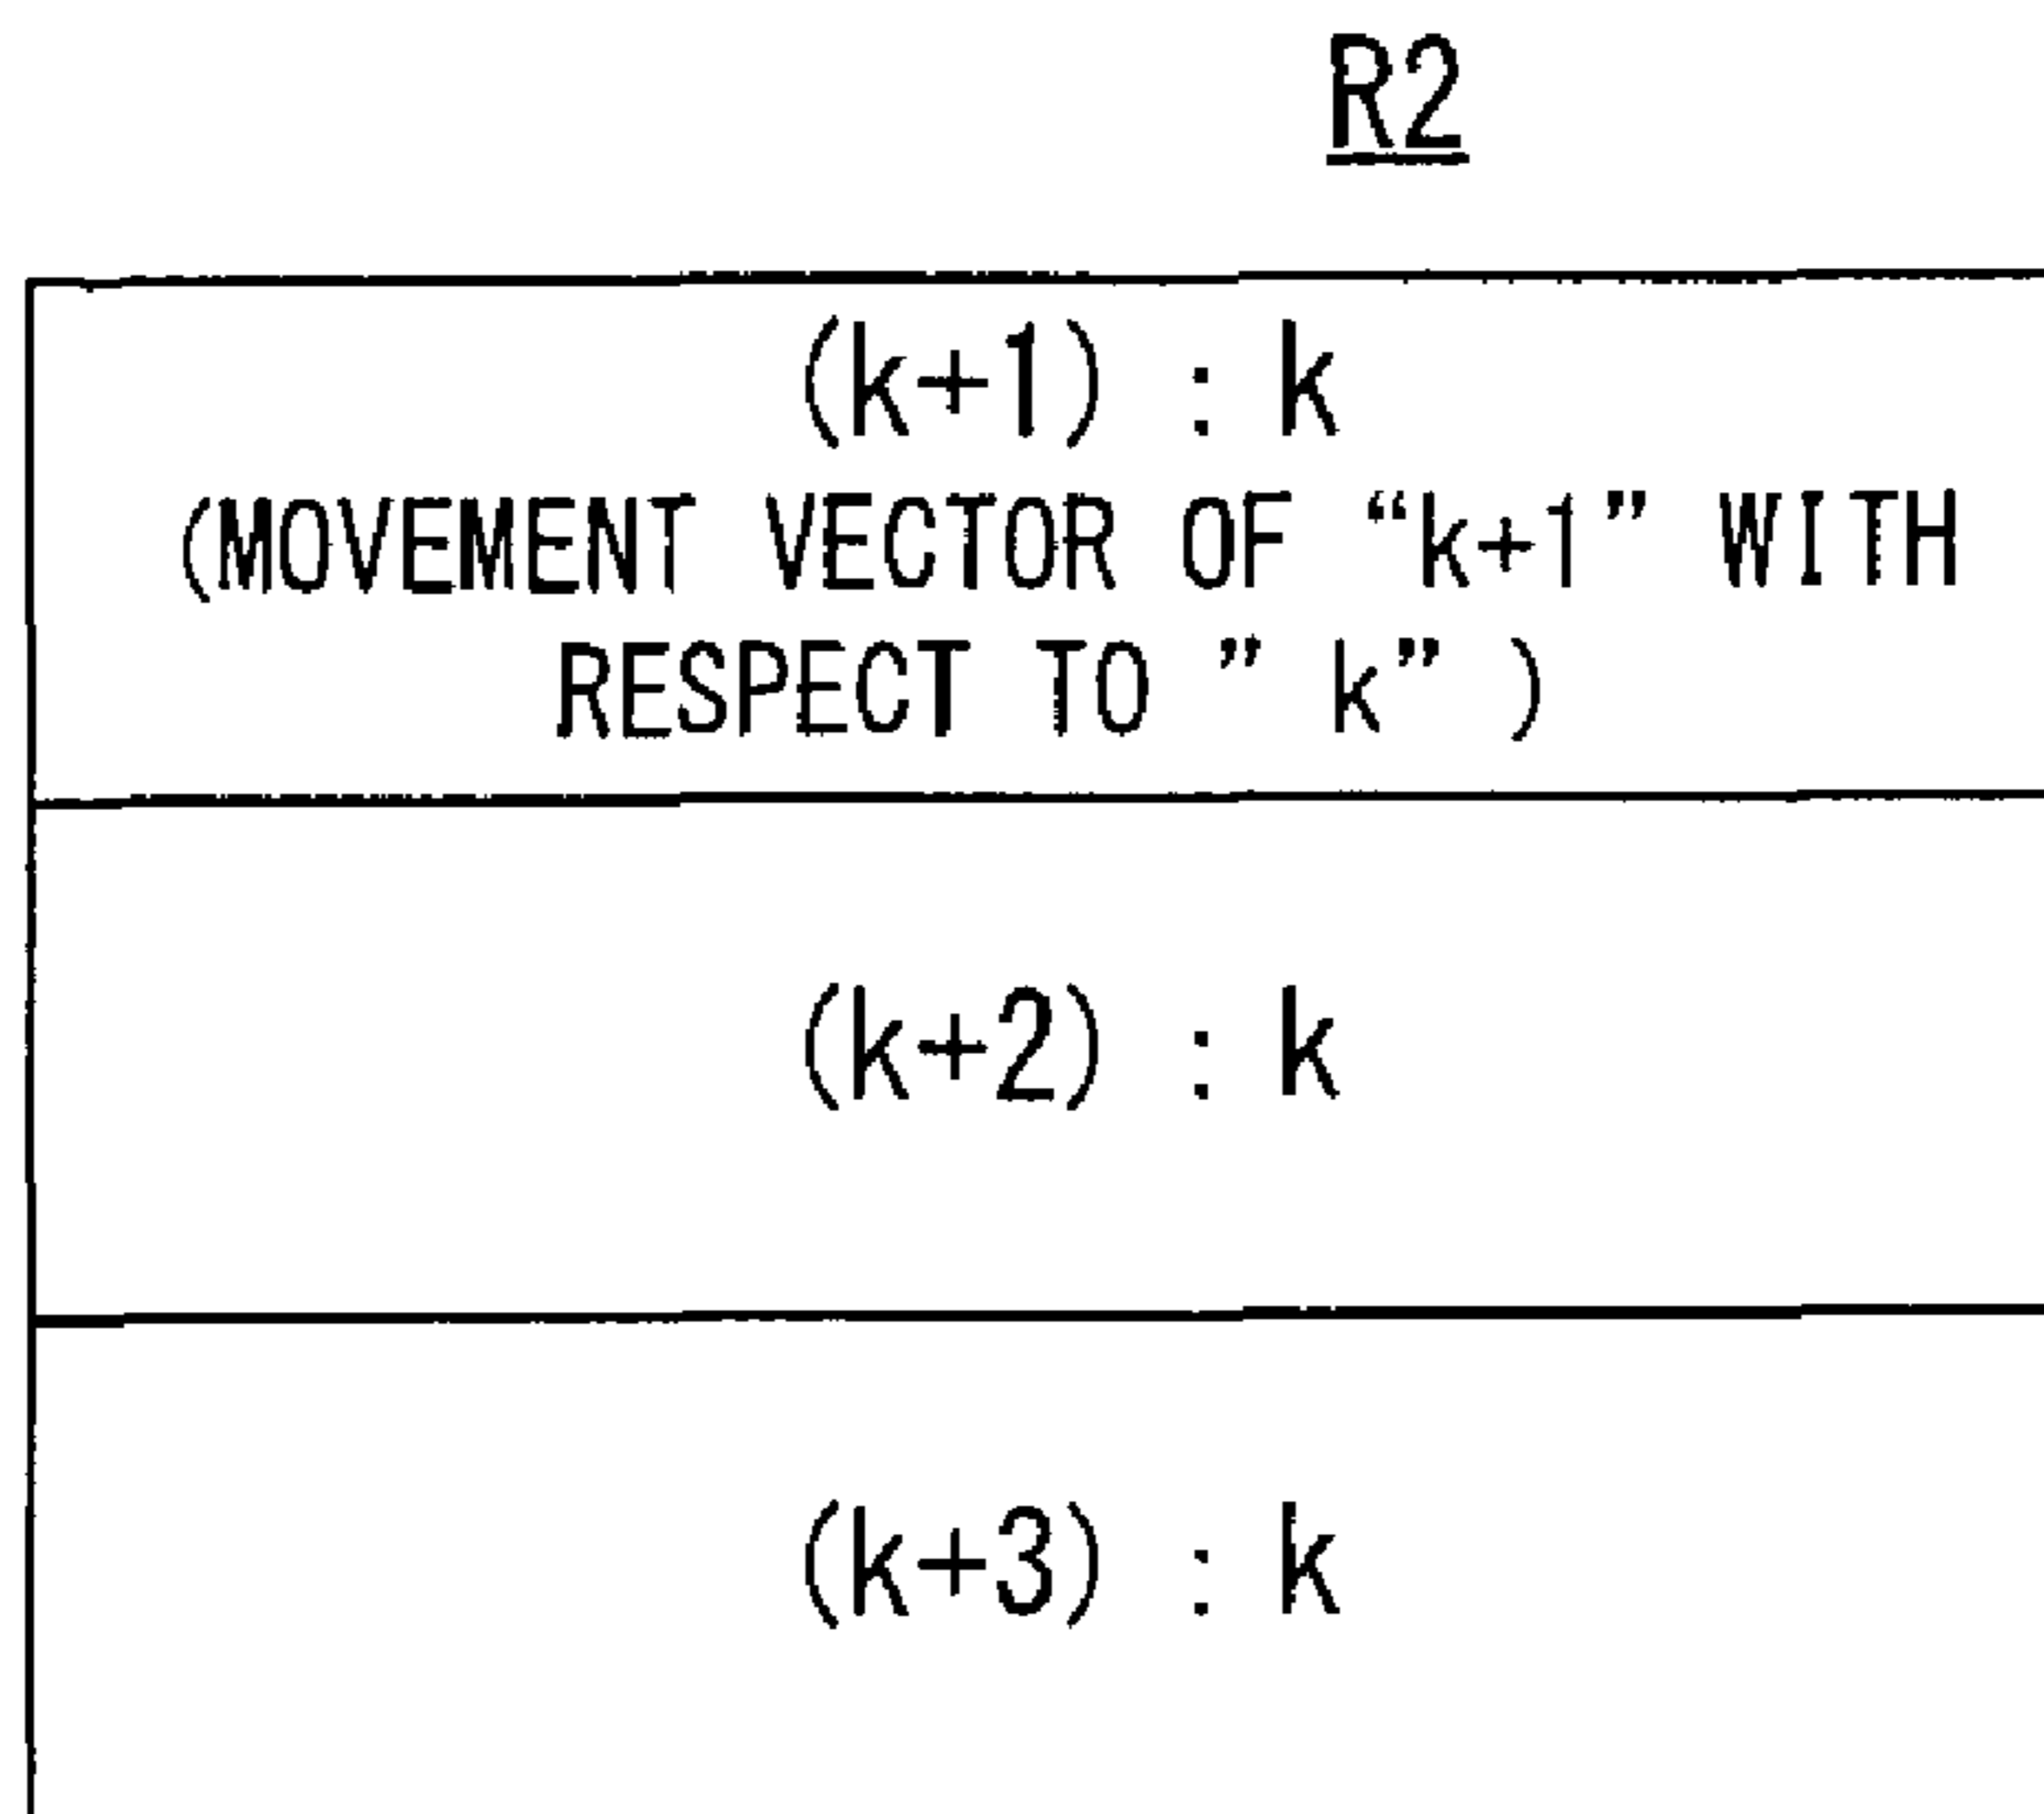 R2
(k+1) : k
(MOVEMENT VECTOR OF “k+1” WITH
RESPECT TO ” k” )
(k+2) : k
(k+3) : k